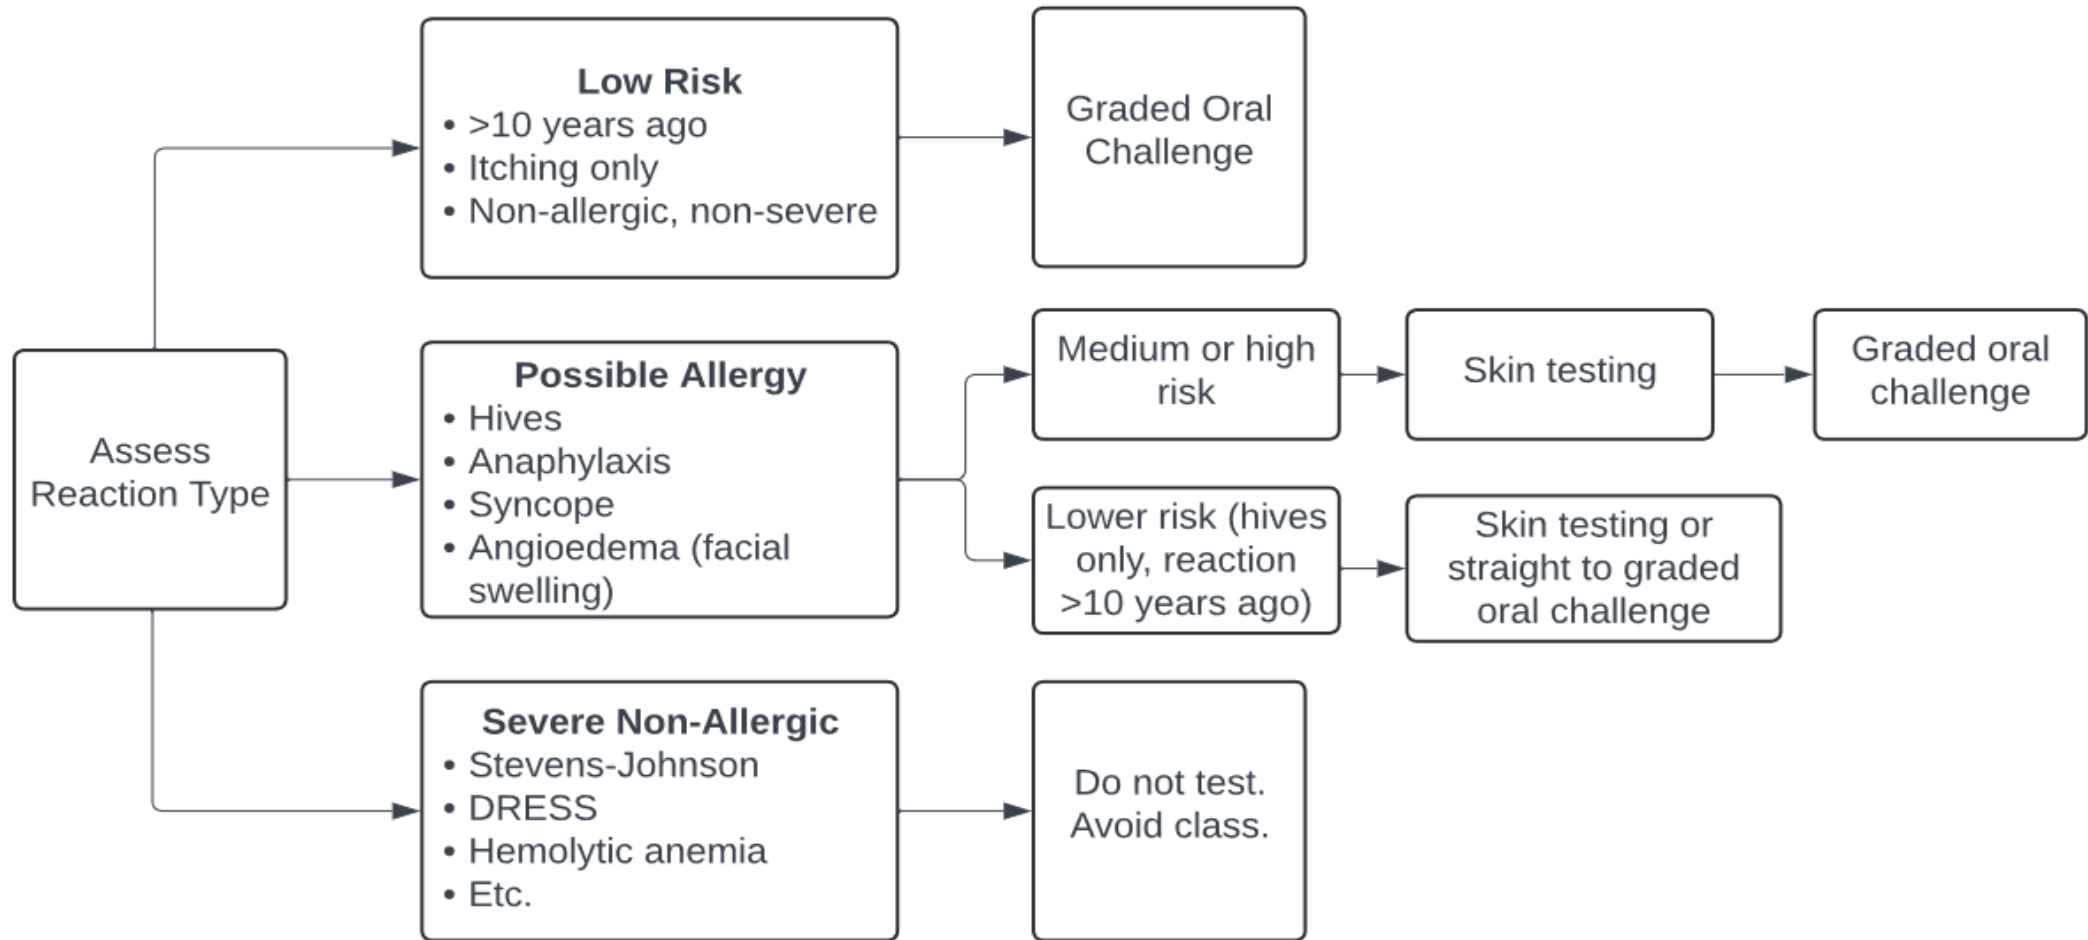 Low Risk
• >10 years ago
• Itching only
• Non-allergic, non-severe
Graded Oral
Challenge
Assess
Reaction Type
Possible Allergy
• Hives
• Anaphylaxis
• Syncope
• Angioedema (facial
swelling)
Medium or high
risk
Skin testing
Graded oral
challenge
Lower risk (hives
only, reaction
>10 years ago)
Skin testing or
straight to graded
oral challenge
Severe Non-Allergic
• Stevens-Johnson
• DRESS
• Hemolytic anemia
• Etc.
Do not test.
Avoid class.